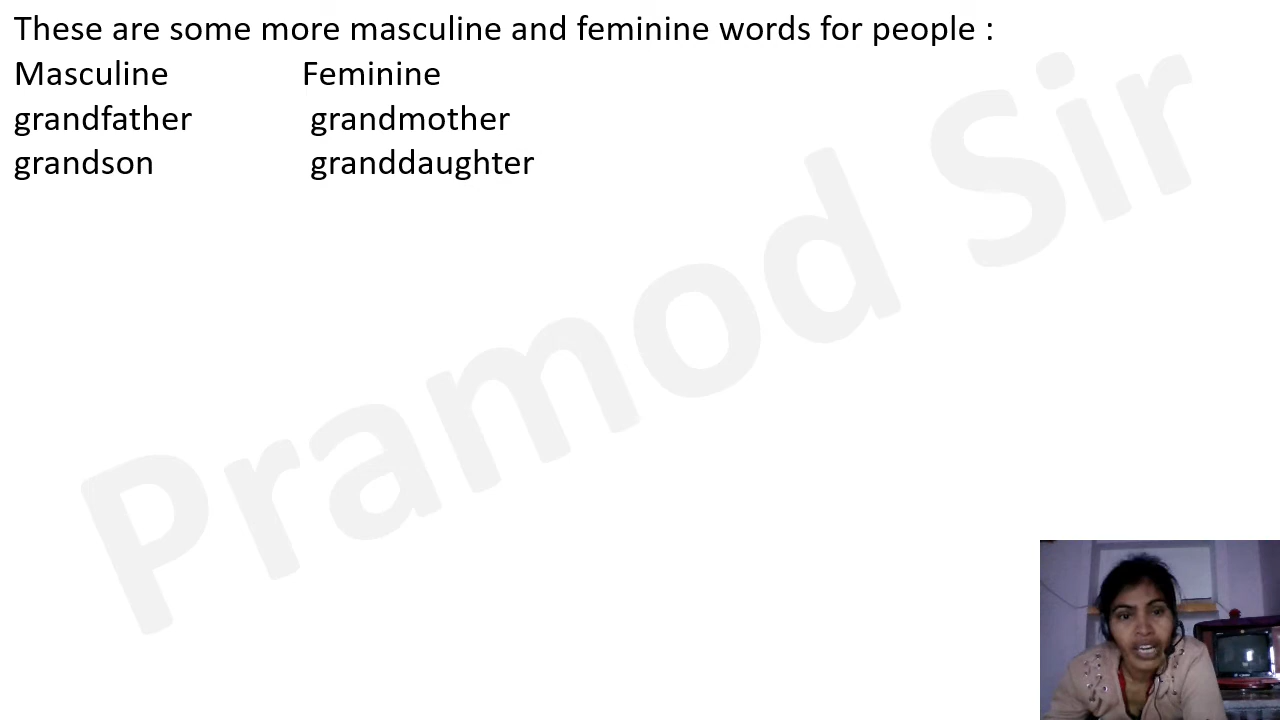 These are some more masculine and feminine words for people :
Masculine Feminine
grandfather grandmother
grandson granddaughter
Pramod Sir